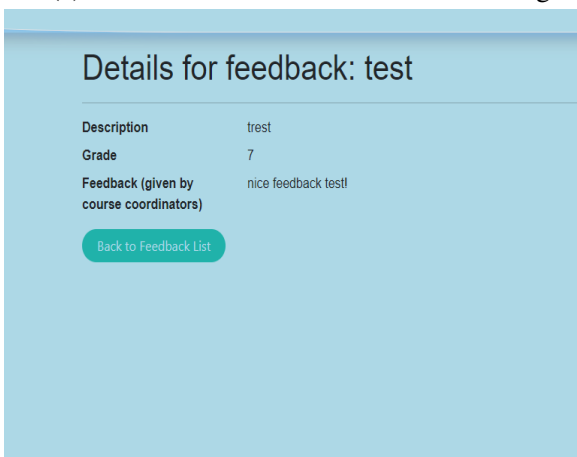 Details for feedback: test
Description trest
Grade 7
Feedback (given by nice feedback test!
course coordinators)
Back to Feedback List